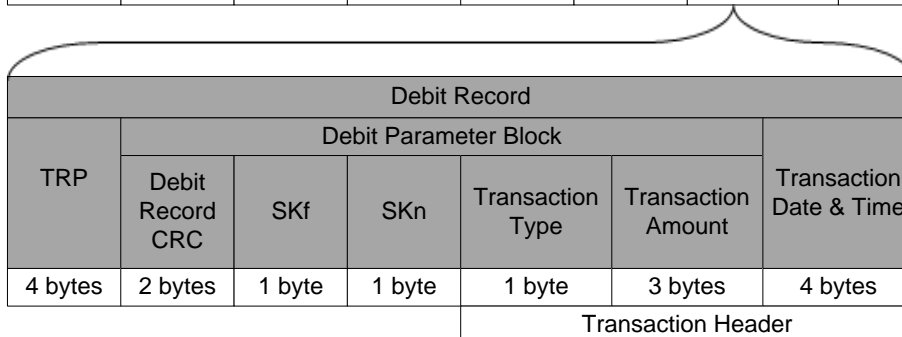 Debit Record
Debit Parameter Block
TRP
Debit
Record
CRC
SKf
SKn
Transaction
Type
Transaction
Amount
Transaction
Date & Time
4 bytes
2 bytes
1 byte
1 byte
1 byte
3 bytes
4 bytes
Transaction Header